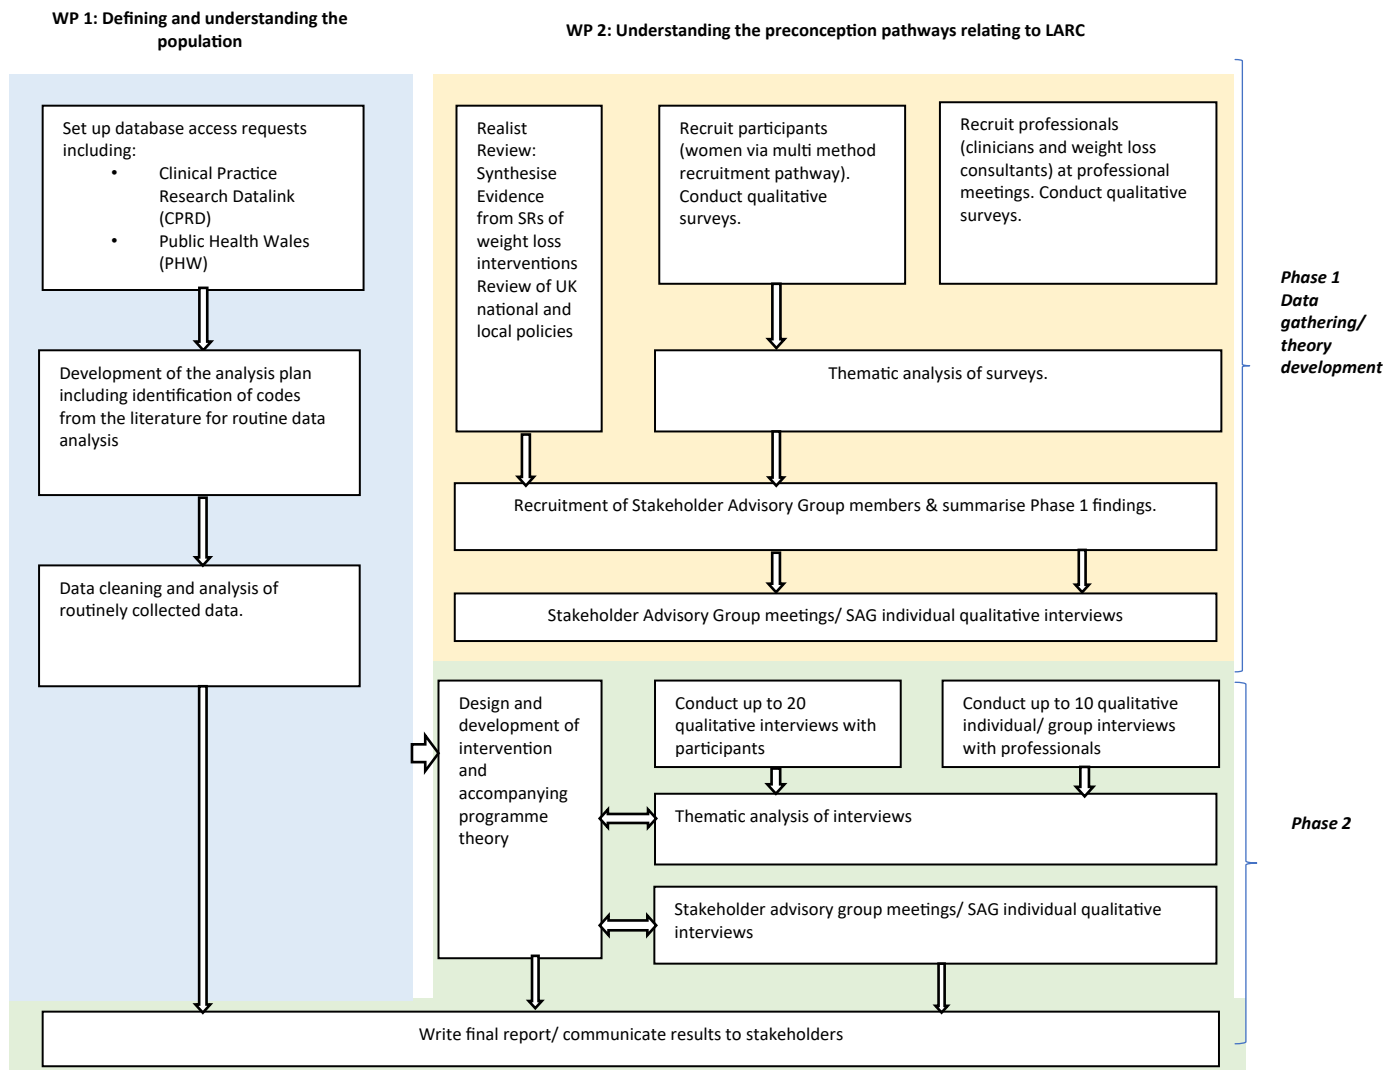 WP 1: Defining and understanding the
population
WP 2: Understanding the preconception pathways relating to LARC
Set up database access requests
including:
• Clinical Practice
Research Datalink
(CPRD)
• Public Health Wales
(PHW)
Development of the analysis plan
including identification of codes
from the literature for routine data
analysis
Data cleaning and analysis of
routinely collected data.
Realist
Review:
Synthesise
Evidence
from SRs of
weight loss
interventions
Review of UK
national and
local policies
Recruit participants
(women via multi method
recruitment pathway).
Conduct qualitative
surveys.
Recruit professionals
(clinicians and weight loss
consultants) at professional
meetings. Conduct qualitative
surveys.
Thematic analysis of surveys.
Recruitment of Stakeholder Advisory Group members & summarise Phase 1 findings.
Stakeholder Advisory Group meetings/ SAG individual qualitative interviews
Phase 1
Data
gathering/
theory
development
Design and
development of
intervention
and
accompanying
programme
theory
Conduct up to 20
qualitative interviews with
participants
Conduct up to 10 qualitative
individual/ group interviews
with professionals
Thematic analysis of interviews
Stakeholder advisory group meetings/ SAG individual qualitative
interviews
Phase 2
Write final report/ communicate results to stakeholders